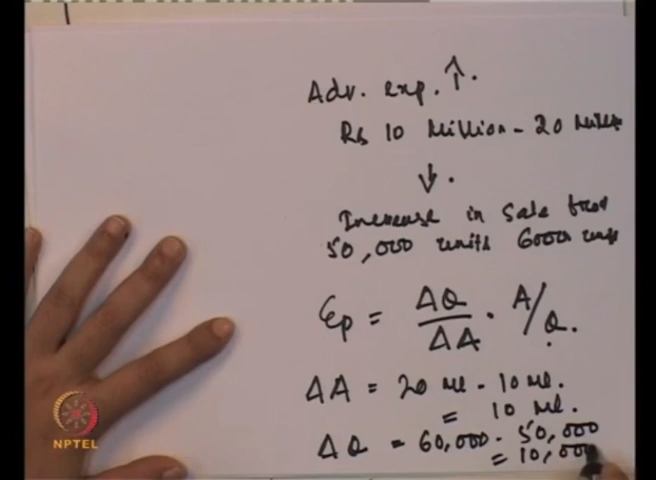 Adv. exp. ↑.
Rs 10 Million - 20 Million
↓.
Increase in Sale from
50,000 units 60000 units
Ep = ΔQ/ΔA . A/Q.
ΔA = 20 Ml - 10 Ml.
= 10 Ml.
ΔQ = 60,000 - 50,000
= 10,000
NPTEL